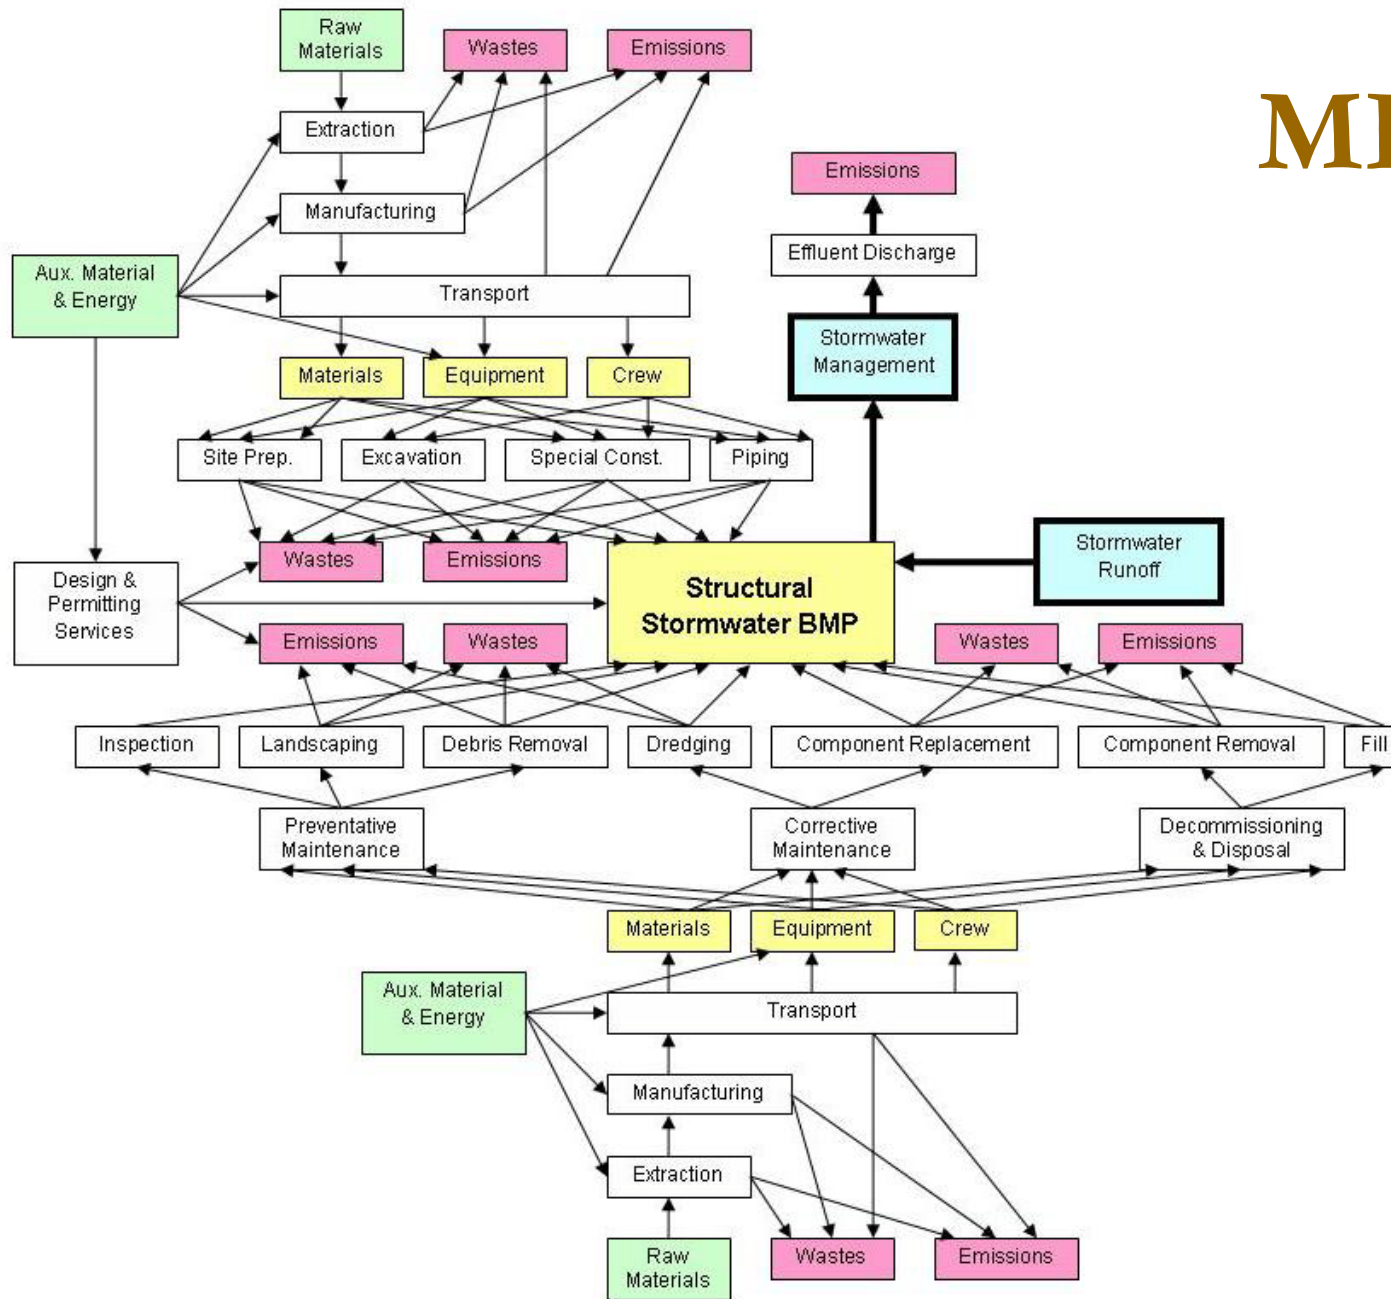 Raw
Materials
Wastes
Emissions
Extraction
Manufacturing
Emissions
Effluent Discharge
Aux. Material
& Energy
Transport
Stormwater
Management
Materials
Equipment
Crew
Site Prep.
Excavation
Special Const.
Piping
Stormwater
Runoff
Wastes
Emissions
Design &
Permitting
Services
Structural
Stormwater BMP
Emissions
Wastes
Wastes
Emissions
Inspection
Landscaping
Debris Removal
Dredging
Component Replacement
Component Removal
Fill
Preventative
Maintenance
Corrective
Maintenance
Decommissioning
& Disposal
Materials
Equipment
Crew
Aux. Material
& Energy
Transport
Manufacturing
Extraction
Raw
Materials
Wastes
Emissions